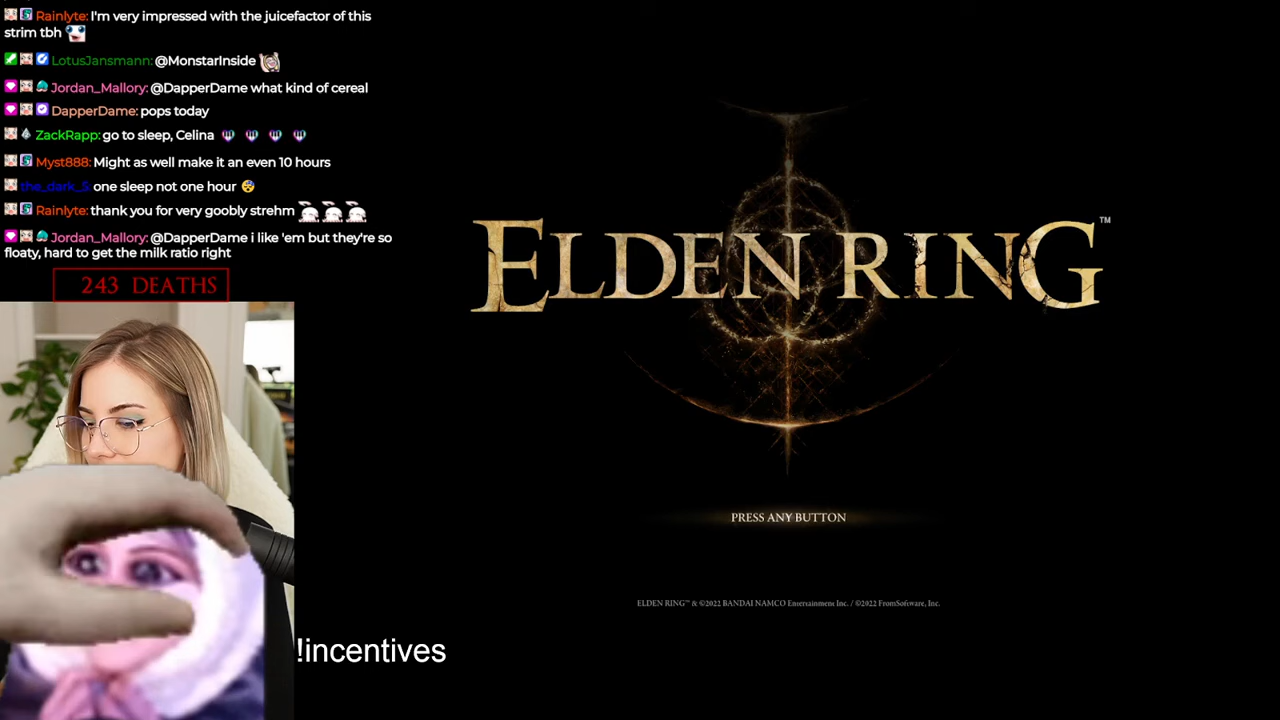 Rainlyte: I'm very impressed with the juicefactor of this
strim tbh
LotusJansmann: @MonstarInside
Jordan_Mallory: @DapperDame what kind of cereal
DapperDame: pops today
ZackRapp: go to sleep, Celina
Myst888: Might as well make it an even 10 hours
the_dark_S: one sleep not one hour
Rainlyte: thank you for very goobly strehm
Jordan_Mallory: @DapperDame i like 'em but they're so
floaty, hard to get the milk ratio right
243 DEATHS
ELDEN RING™
PRESS ANY BUTTON
ELDEN RING™ & ©2022 BANDAI NAMCO Entertainment Inc. / ©2022 FromSoftware, Inc.
!incentives